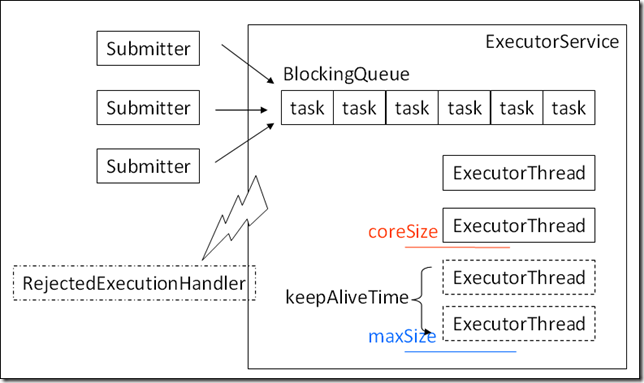 Submitter
Submitter
Submitter
ExecutorService
BlockingQueue
task task task task task task
ExecutorThread
coreSize ExecutorThread
RejectedExecutionHandler
keepAliveTime
ExecutorThread
ExecutorThread
maxSize